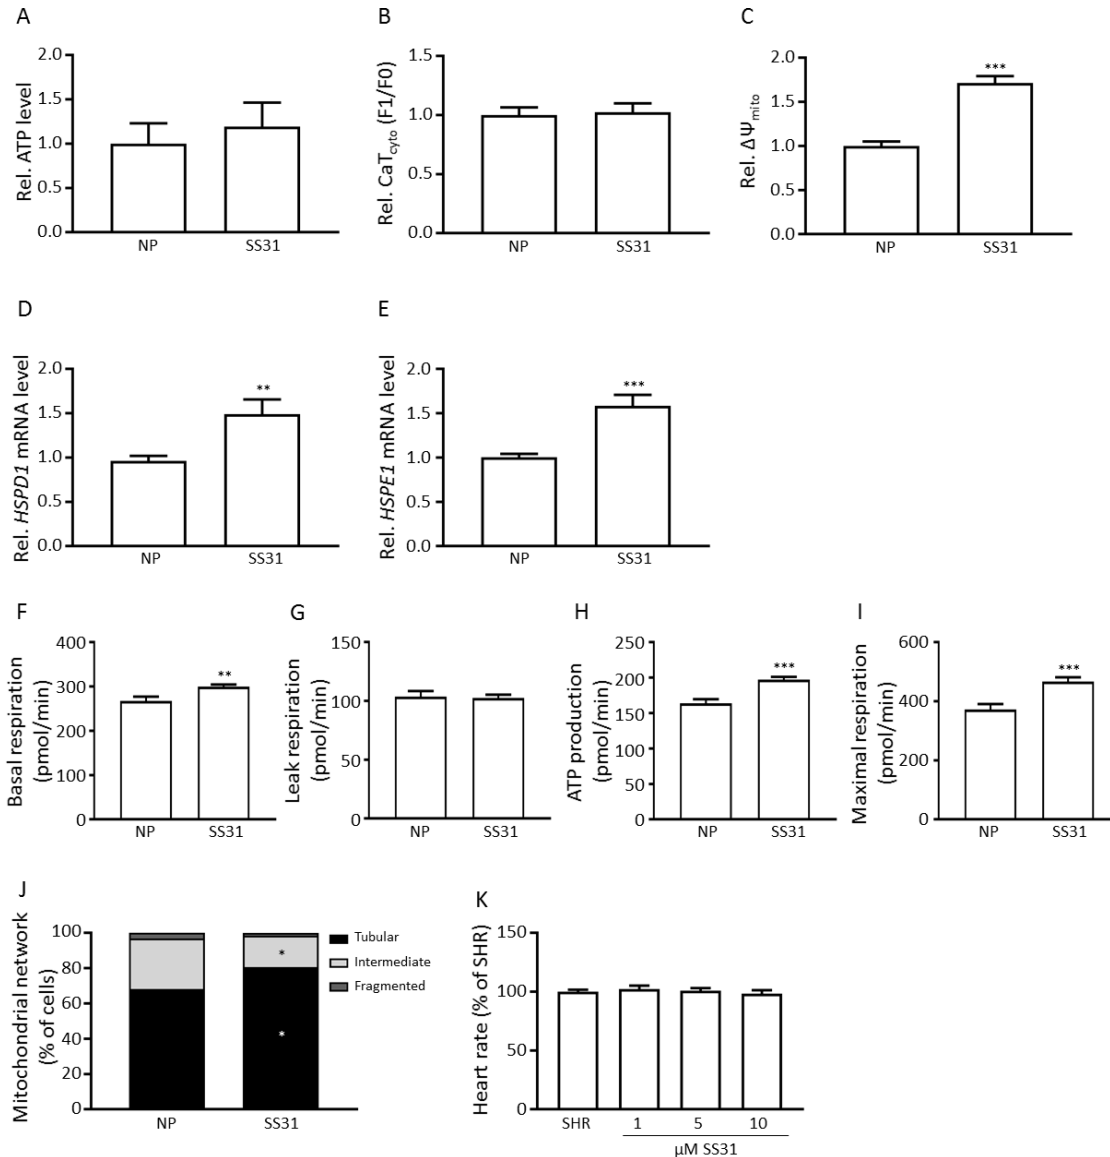 A
Rel. ATP level
2.0
1.5
1.0
0.5
0.0
NP SS31
B
Rel. CaTcyto (F1/F0)
1.5
1.0
0.5
0.0
NP SS31
C
Rel. ΔΨmito
2.0
1.5
1.0
0.5
0.0
***
NP SS31
D
Rel. HSPD1 mRNA level
2.0
1.5
1.0
0.5
0.0
**
NP SS31
E
Rel. HSPE1 mRNA level
2.0
1.5
1.0
0.5
0.0
***
NP SS31
F
Basal respiration
(pmol/min)
400
300
200
100
0
**
NP SS31
G
Leak respiration
(pmol/min)
150
100
50
0
NP SS31
H
ATP production
(pmol/min)
250
200
150
100
50
0
***
NP SS31
I
Maximal respiration
(pmol/min)
600
400
200
0
***
NP SS31
J
Mitochondrial network
(% of cells)
100
80
60
40
20
0
*
*
NP SS31
Tubular
Intermediate
Fragmented
K
Heart rate (% of SHR)
150
100
50
0
SHR 1 5 10
μM SS31